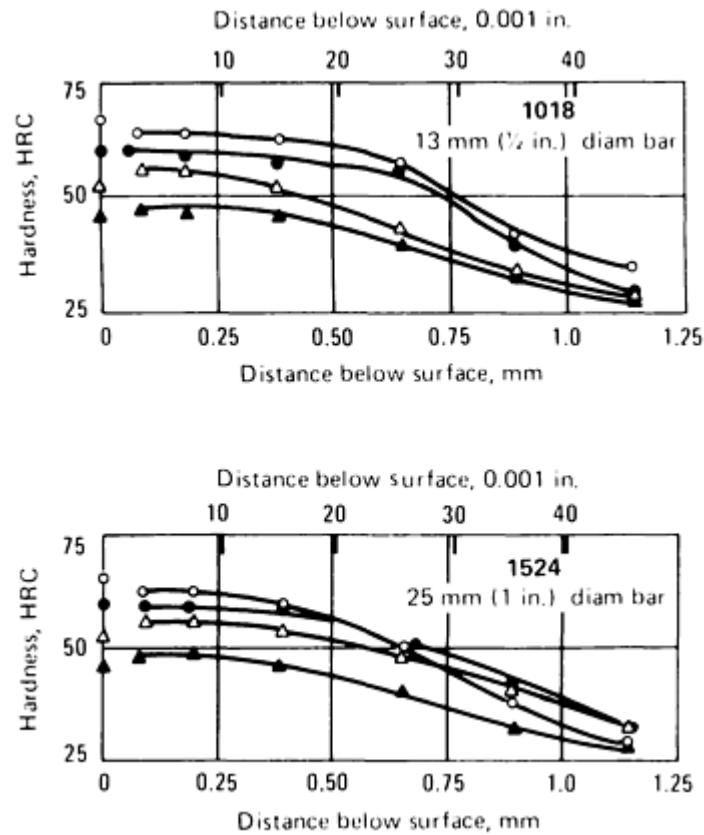 Distance below surface, 0.001 in.
10 20 30 40
75
50
25
Hardness, HRC
1018
13 mm (½ in.) diam bar
0 0.25 0.50 0.75 1.0 1.25
Distance below surface, mm
Distance below surface, 0.001 in.
10 20 30 40
75
50
25
Hardness, HRC
1524
25 mm (1 in.) diam bar
0 0.25 0.50 0.75 1.0 1.25
Distance below surface, mm